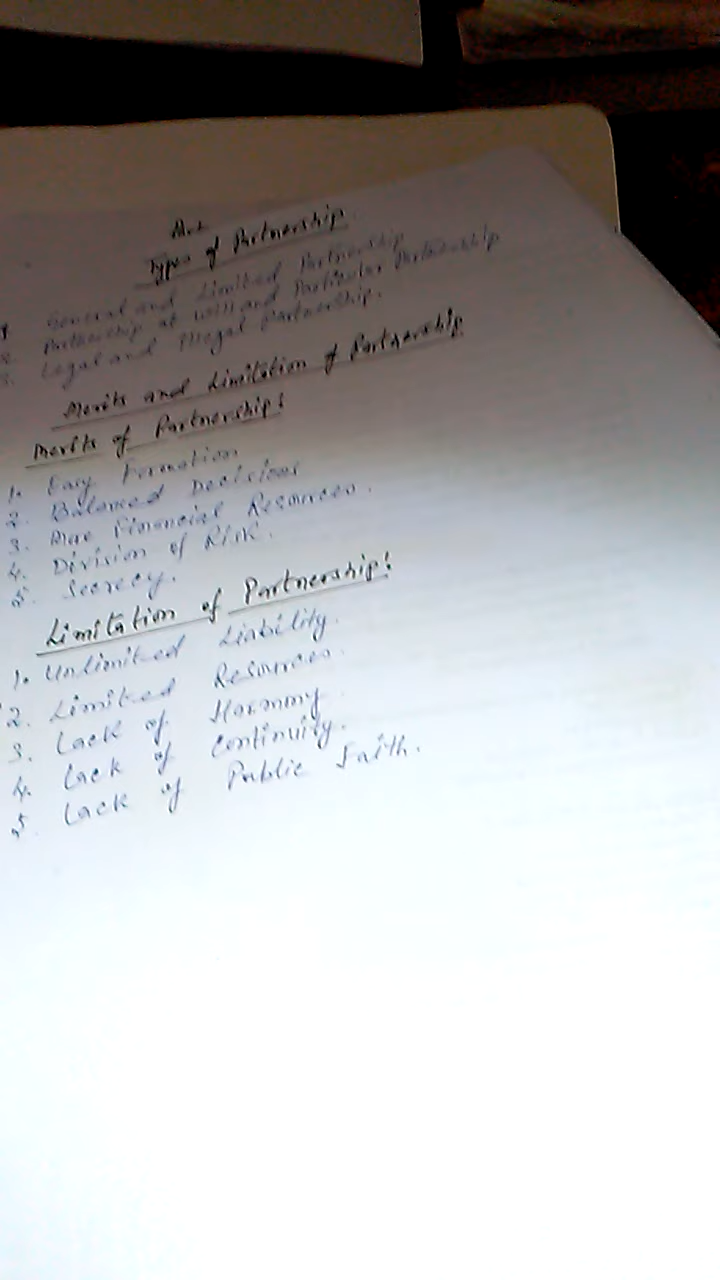 Types of Partnership
General and Limited Partnership
2. Partnership at Will and Particular Partnership
3. Legal and Illegal Partnership.
Merits and Limitation of Partnership
Merits of Partnership:
1. Easy Formation
2. Balanced Decisions
3. More Financial Resources.
4. Division of Risk.
5. Secrecy.
Limitation of Partnership:
1. Unlimited Liability.
2. Limited Resources.
3. Lack of Harmony.
4. Lack of Continuity.
5. Lack of Public Faith.